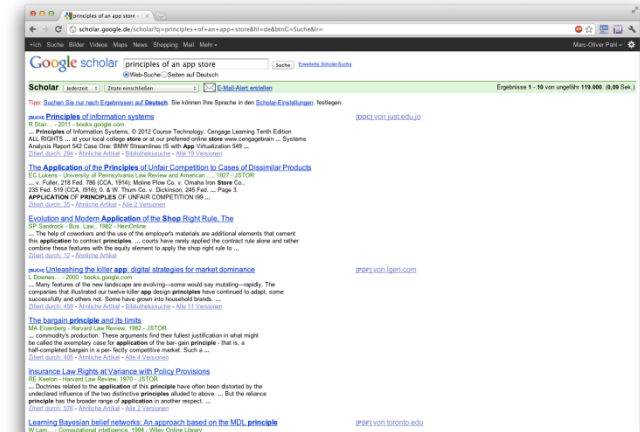 principles of an app store -
scholar.google.de/scholar?q=principles+of+an+app+store&hl=de&btnC=Suche&lr=
+Ich Suche Bilder Videos Maps News Shopping Mail Mehr
Marc-Oliver Pahl
Google scholar principles of an app store Suche Erweiterte Scholar-Suche
Web-Suche Seiten auf Deutsch
Scholar Jederzeit Zitate einschließen E-Mail-Alert erstellen Ergebnisse 1 - 10 von ungefähr 119.000. (0,09 Sek.)
Tipp: Suchen Sie nur nach Ergebnissen auf Deutsch. Sie können Ihre Sprache in den Scholar-Einstellungen. festlegen.
[BUCH] Principles of information systems [DOC] von just.edu.jo
R Stair... - 2011 - books.google.com
... Principles of Information Systems, © 2012 Course Technology, Cengage Learning Tenth Edition
ALL RIGHTS ... at your local college store or at our preferred online store www.cengagebrain ... Systems
Analysis Report 542 Case One: BMW Streamlines IS with App Virtualization 549 ...
Zitiert durch: 294 - Ähnliche Artikel - Bibliothekssuche - Alle 19 Versionen
The Application of the Principles of Unfair Competition to Cases of Dissimilar Products
EC Lukens - University of Pennsylvania Law Review and American ..., 1927 - JSTOR
... v. Fuller, 218 Fed. 786 (CCA, 1914); Moline Plow Co. v. Omaha Iron Store Co.,
235 Fed. 519 (CCA, 1916); 0. & W. Thum Co. v. Dickinson, 245 Fed. ... Page 3.
APPLICATION OF PRINCIPLES OF UNFAIR COMPETITION I99 ...
Zitiert durch: 35 - Ähnliche Artikel - Alle 2 Versionen
Evolution and Modern Application of the Shop Right Rule, The
SP Sandrock - Bus. Law., 1982 - HeinOnline
... The help of coworkers and the use of the employer's materials are additional elements that cement
this application to contract principles. ... courts have rarely applied the contract rule alone and rather
combine these features with the equity element to apply the shop right rule to ...
Zitiert durch: 12 - Ähnliche Artikel
[BUCH] Unleashing the killer app: digital strategies for market dominance [PDF] von lgeri.com
L Downes... - 2000 - books.google.com
... Many features of the new landscape are evolving—some would say mutating—rapidly. The
companies that illustrated our twelve killer app design principles have continued to adapt, some
successfully and others not. Some have grown into household brands. ...
Zitiert durch: 459 - Ähnliche Artikel - Bibliothekssuche - Alle 11 Versionen
The bargain principle and its limits
MA Eisenberg - Harvard Law Review, 1982 - JSTOR
... commodity's production. These arguments find their fullest justification in what might
be called the exemplary case for application of the bar- gain principle - that is, a
half-completed bargain in a per- fectly competitive market. Such a ...
Zitiert durch: 405 - Ähnliche Artikel - Alle 4 Versionen
Insurance Law Rights at Variance with Policy Provisions
RE Keeton - Harvard Law Review, 1970 - JSTOR
... Doctrines related to the application of this principle have often been distorted by the
undeclared influence of the two distinctive principles alluded to above. ... But the reliance
principle has the broader range of application in another respect. ...
Zitiert durch: 576 - Ähnliche Artikel - Alle 2 Versionen
Learning Bayesian belief networks: An approach based on the MDL principle [PDF] von toronto.edu
W Lam... - Computational intelligence, 1994 - Wiley Online Library